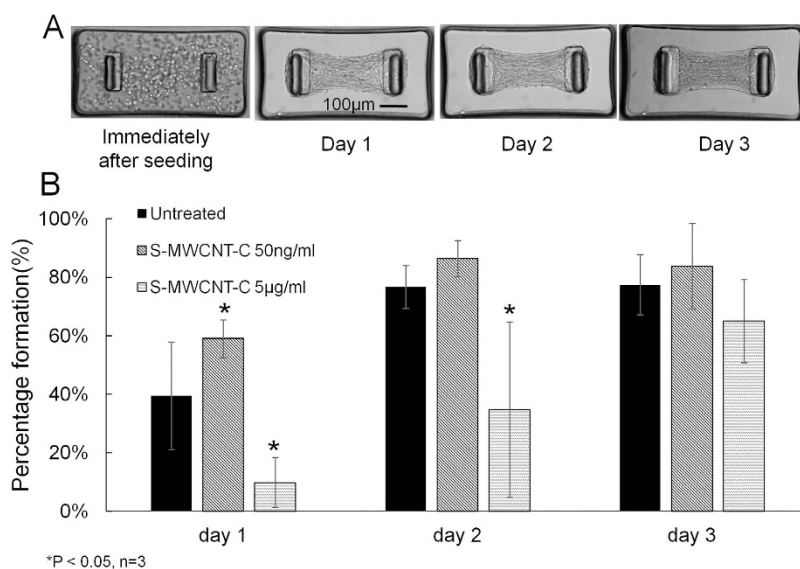 A
100μm
Immediately
after seeding
Day 1
Day 2
Day 3
B
100%
80%
60%
40%
20%
0%
Percentage formation(%)
Untreated
S-MWCNT-C 50ng/ml
S-MWCNT-C 5μg/ml
*
*
*
day 1
day 2
day 3
*P < 0.05, n=3